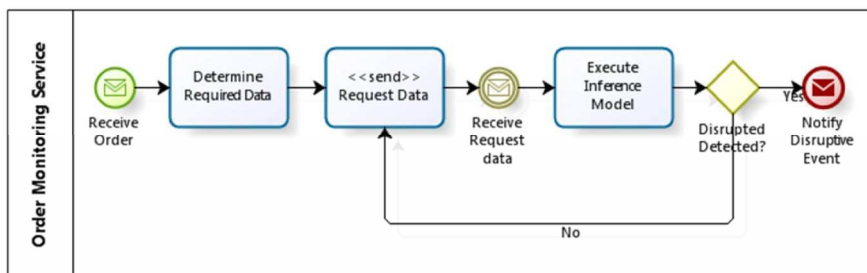 Order Monitoring Service
Receive
Order
Determine
Required Data
<<send>>
Request Data
Receive
Request
data
Execute
Inference
Model
Disrupted
Detected?
Yes
Notify
Disruptive
Event
No